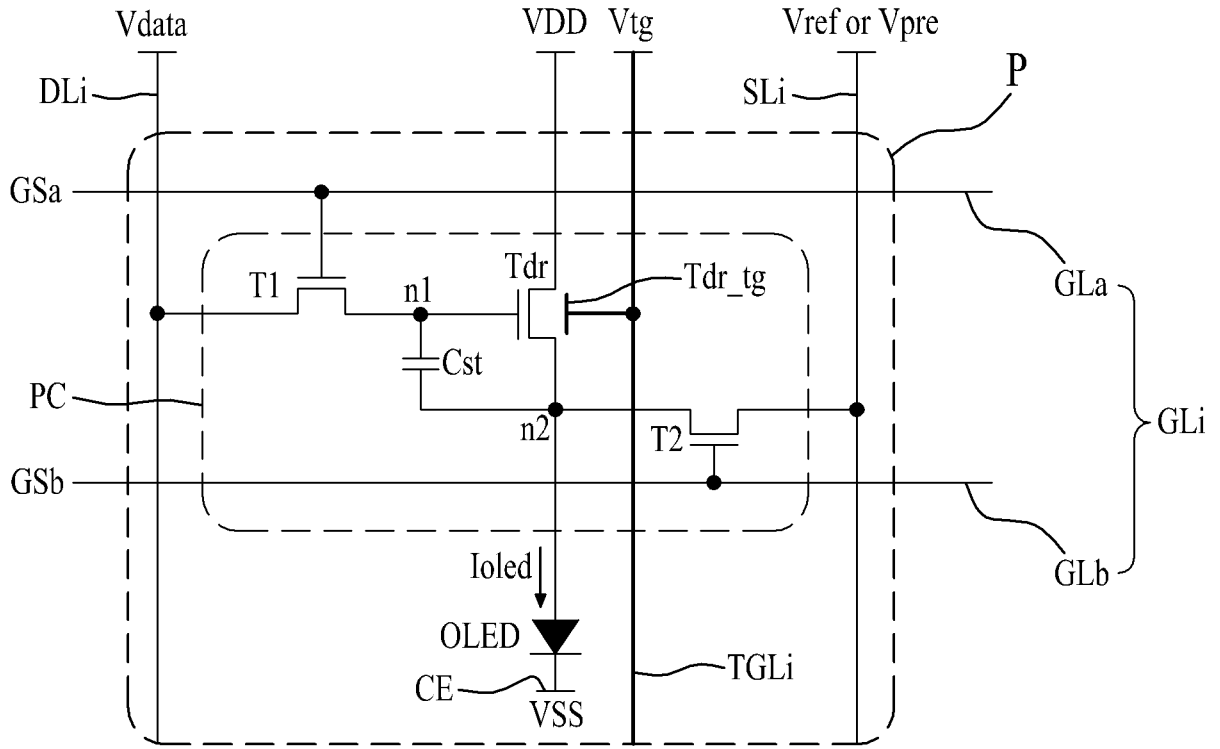 Vdata
VDD
Vtg
Vref or Vpre
DLi
SLi
P
GSa
Tdr
T1
n1
Tdr_tg
GLa
Cst
PC
n2
T2
GLi
GSb
Ioled
GLb
OLED
CE
TGLi
VSS